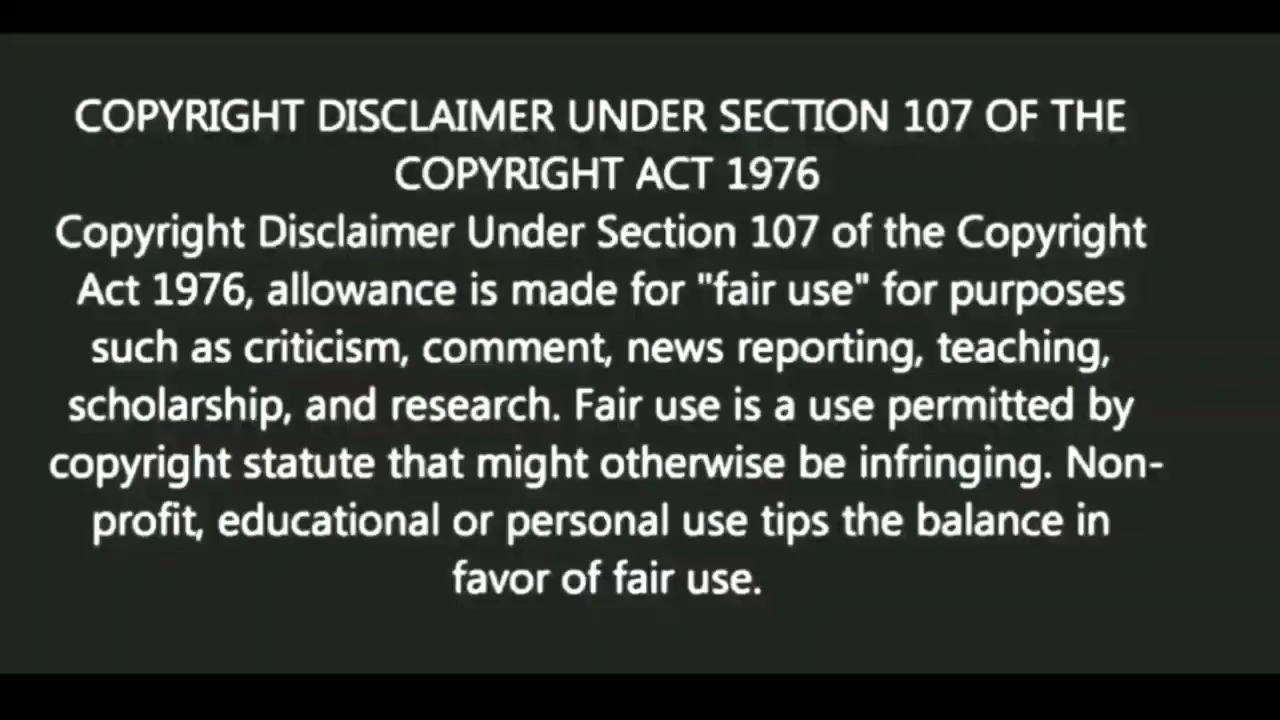 COPYRIGHT DISCLAIMER UNDER SECTION 107 OF THE
COPYRIGHT ACT 1976
Copyright Disclaimer Under Section 107 of the Copyright
Act 1976, allowance is made for "fair use" for purposes
such as criticism, comment, news reporting, teaching,
scholarship, and research. Fair use is a use permitted by
copyright statute that might otherwise be infringing. Non-
profit, educational or personal use tips the balance in
favor of fair use.